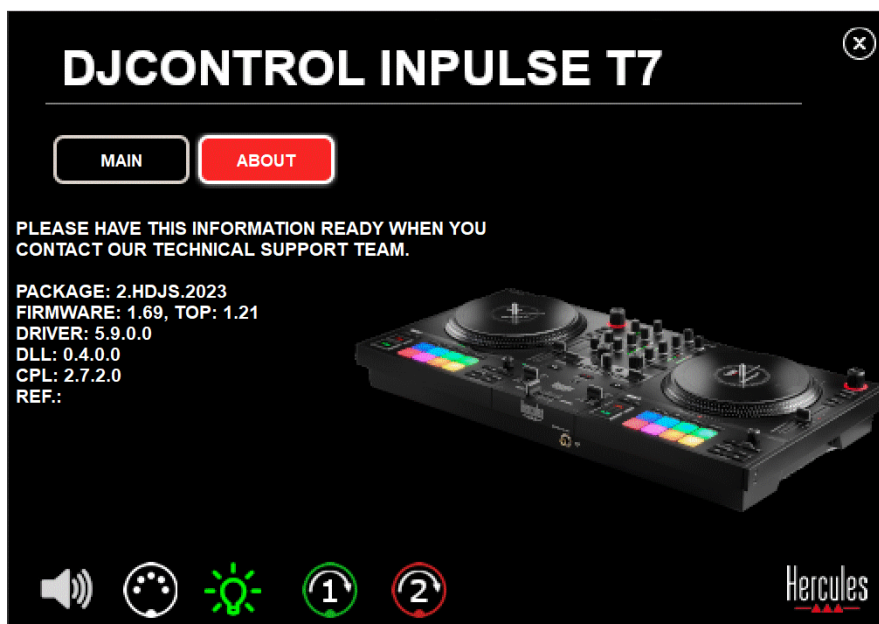 DJCONTROL INPULSE T7
MAIN
ABOUT
PLEASE HAVE THIS INFORMATION READY WHEN YOU
CONTACT OUR TECHNICAL SUPPORT TEAM.
PACKAGE: 2.HDJS.2023
FIRMWARE: 1.69, TOP: 1.21
DRIVER: 5.9.0.0
DLL: 0.4.0.0
CPL: 2.7.2.0
REF.:
1
2
Hercules